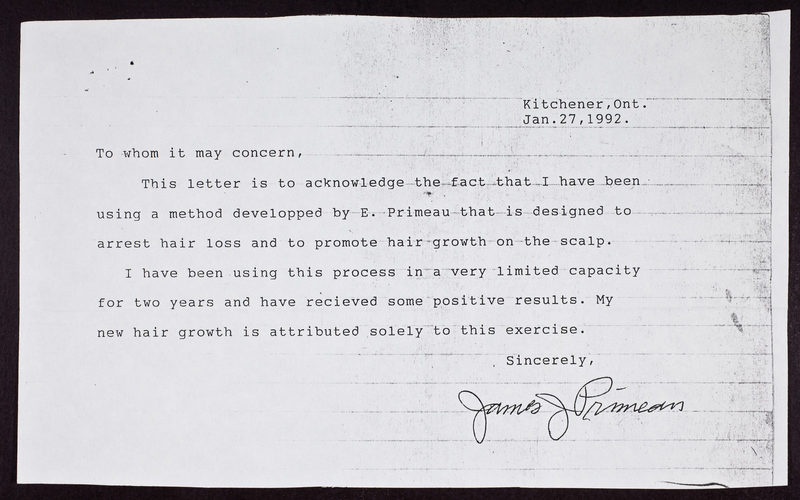 Kitchener,Ont.
Jan.27,1992.
To whom it may concern,
This letter is to acknowledge the fact that I have been
using a method developped by E. Primeau that is designed to
arrest hair loss and to promote hair growth on the scalp.
I have been using this process in a very limited capacity
for two years and have recieved some positive results. My
new hair growth is attributed solely to this exercise.
Sincerely,
James J Primeau